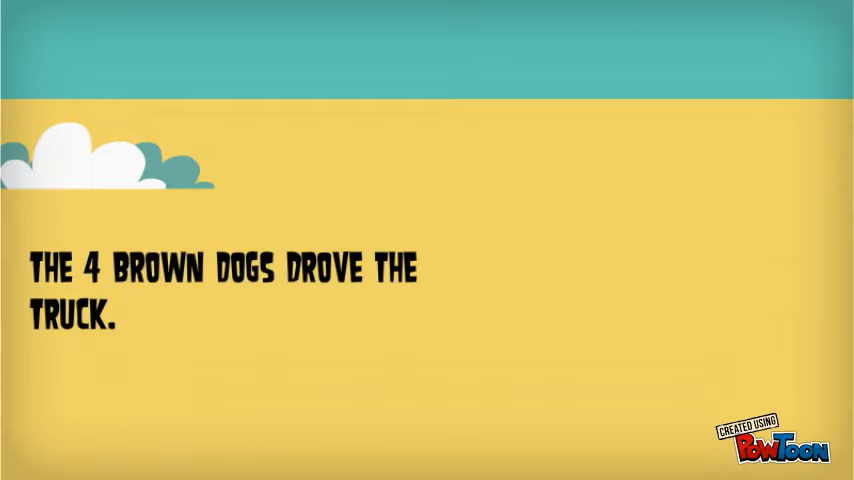 THE 4 BROWN DOGS DROVE THE
TRUCK.
CREATED USING
POWTOON